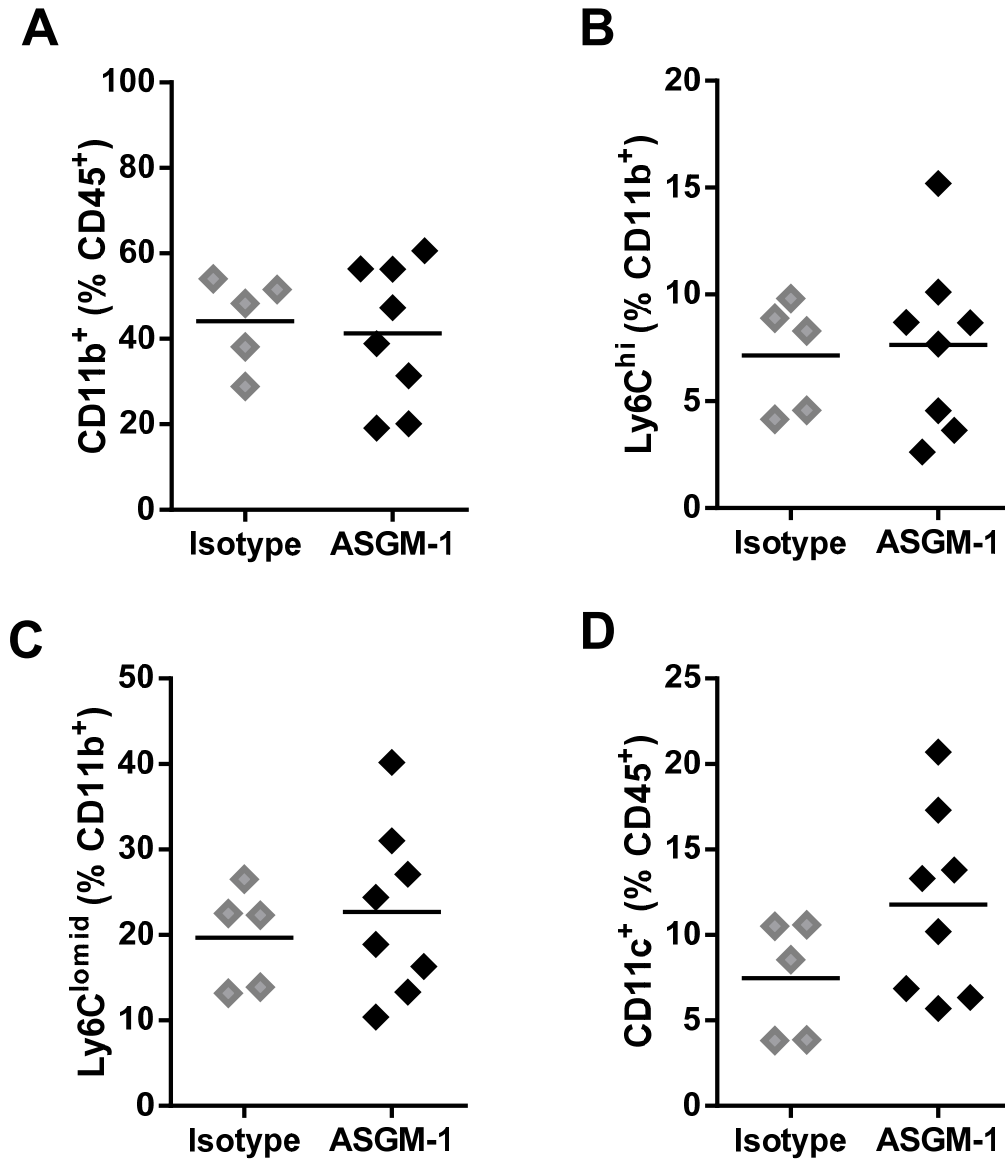 A
CD11b⁺ (% CD45⁺)
100
80
60
40
20
0
Isotype ASGM-1
B
Ly6Cʰⁱ (% CD11b⁺)
20
15
10
5
0
Isotype ASGM-1
C
Ly6Cˡᵒᵐⁱᵈ (% CD11b⁺)
50
40
30
20
10
0
Isotype ASGM-1
D
CD11c⁺ (% CD45⁺)
25
20
15
10
5
0
Isotype ASGM-1